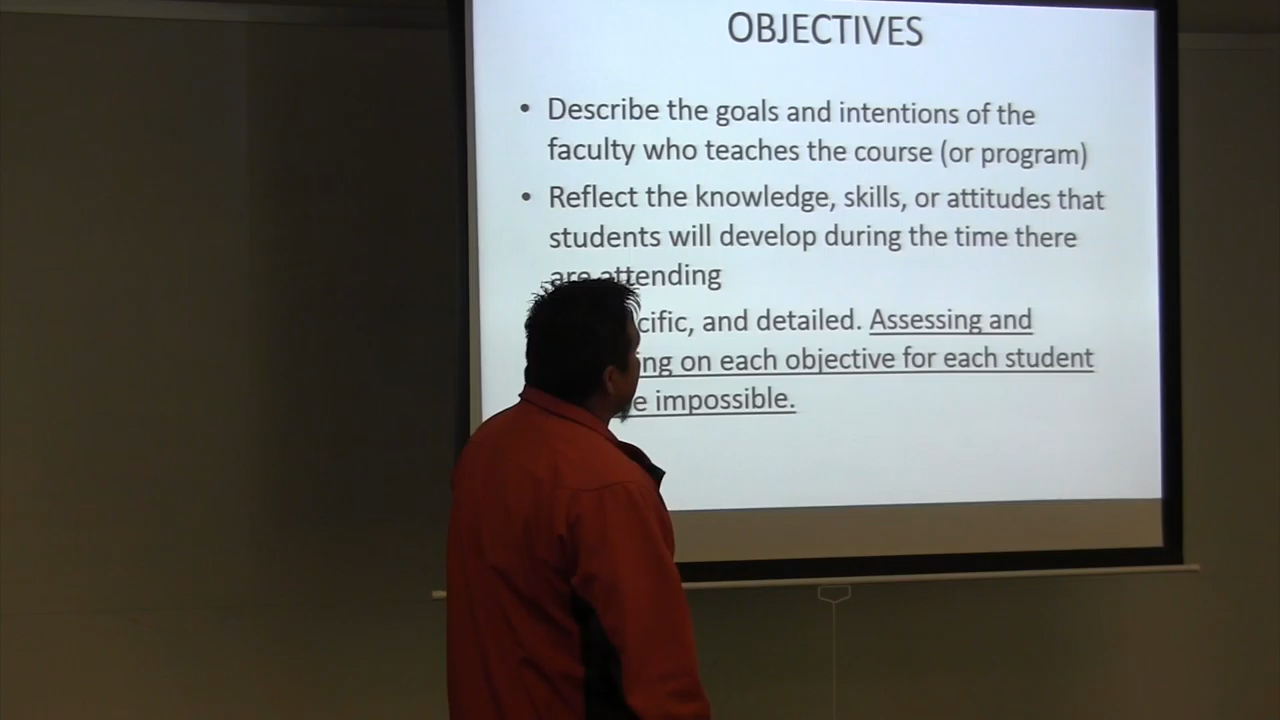 OBJECTIVES
• Describe the goals and intentions of the
faculty who teaches the course (or program)
• Reflect the knowledge, skills, or attitudes that
students will develop during the time there
are attending
cific, and detailed. Assessing and
ing on each objective for each student
e impossible.